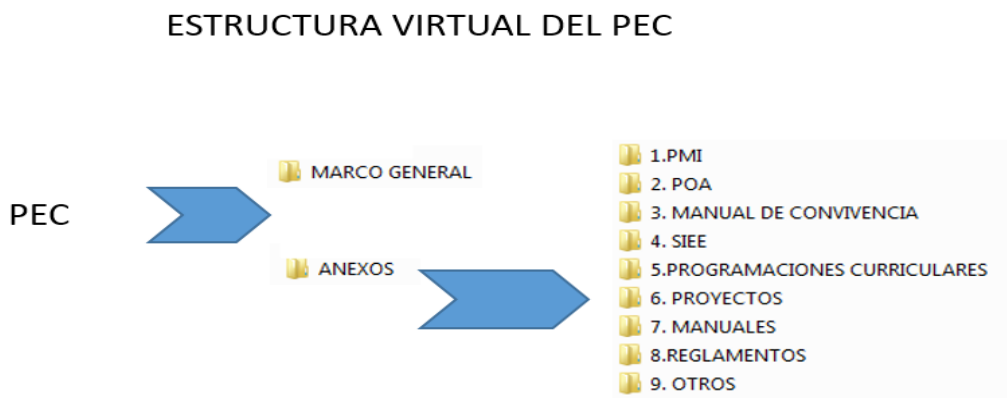 ESTRUCTURA VIRTUAL DEL PEC
PEC
MARCO GENERAL
ANEXOS
1.PMI
2. POA
3. MANUAL DE CONVIVENCIA
4. SIEE
5.PROGRAMACIONES CURRICULARES
6. PROYECTOS
7. MANUALES
8.REGLAMENTOS
9. OTROS